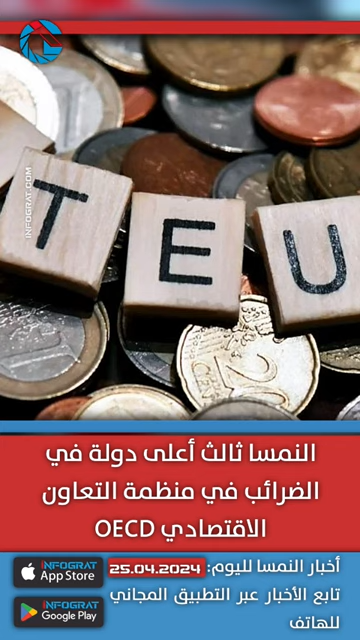 INFOGRAT.COM
T E U
النمسا ثالث أعلى دولة في
الضرائب في منظمة التعاون
الاقتصادي OECD
أخبار النمسا لليوم: 25.04.2024
تابع الأخبار عبر التطبيق المجاني
للهاتف
INFOGRAT
App Store
INFOGRAT
Google Play